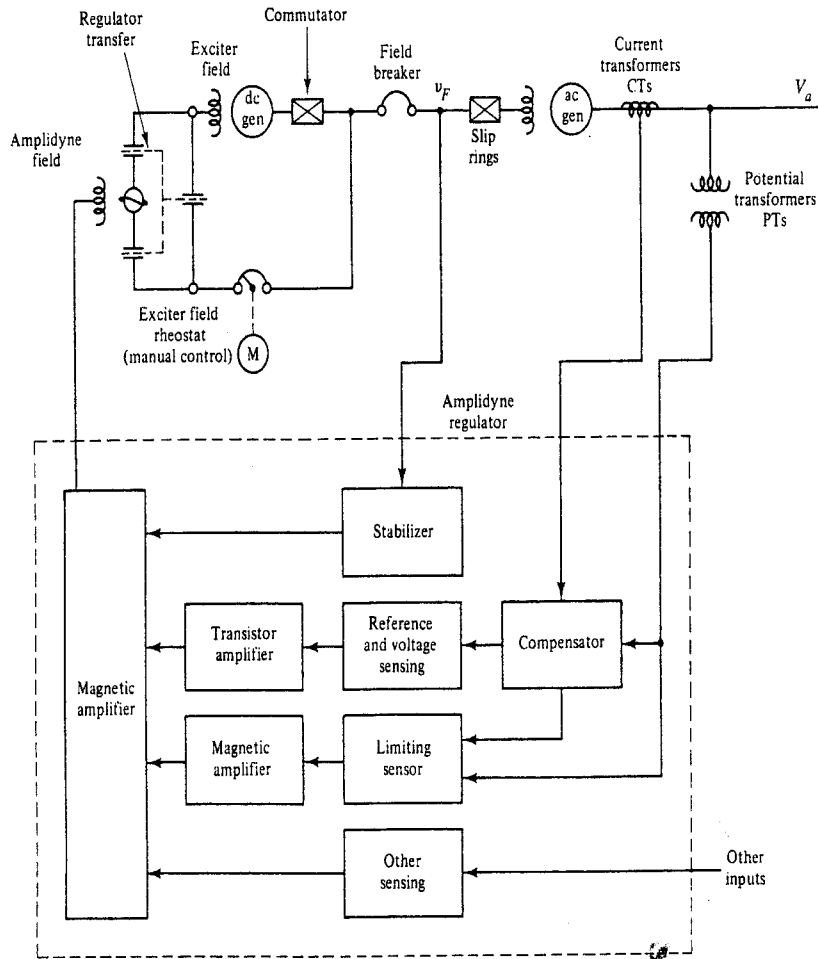 Regulator
transfer
Commutator
Exciter
field
Field
breaker
Current
transformers
CTs
dc
gen
v_F
ac
gen
V_a
Slip
rings
Amplidyne
field
Potential
transformers
PTs
Exciter field
rheostat
(manual control)
M
Amplidyne
regulator
Stabilizer
Transistor
amplifier
Reference
and voltage
sensing
Compensator
Magnetic
amplifier
Magnetic
amplifier
Limiting
sensor
Other
sensing
Other
inputs